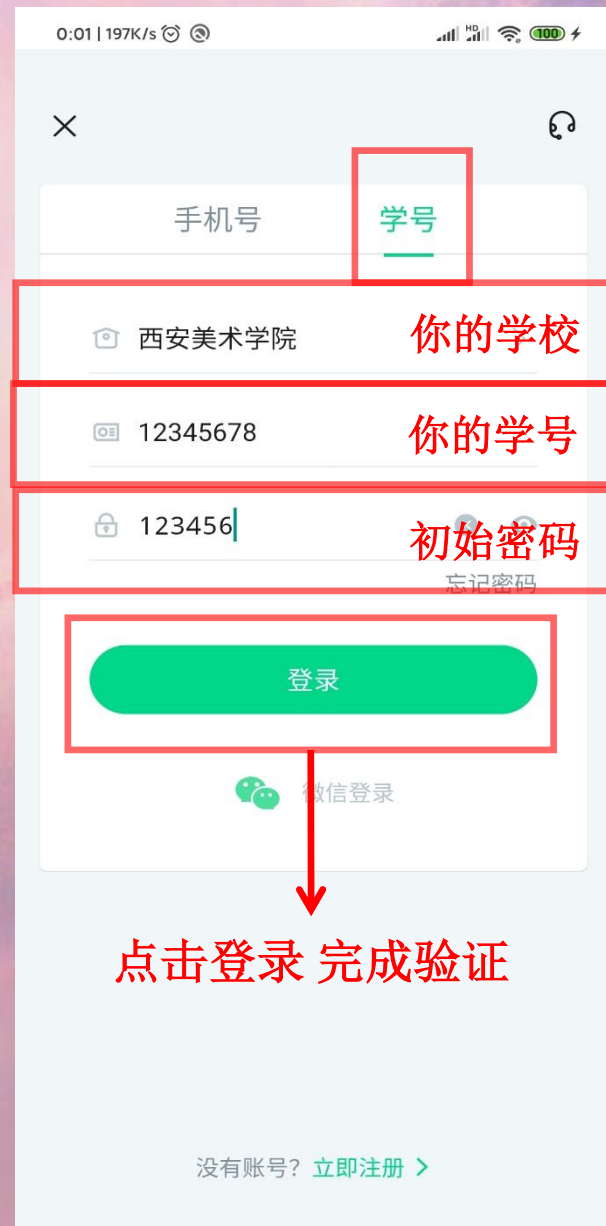 0:01 | 197K/s
HD
100
手机号
学号
西安美术学院
你的学校
12345678
你的学号
123456
初始密码
忘记密码
登录
微信登录
点击登录 完成验证
没有账号？ 立即注册